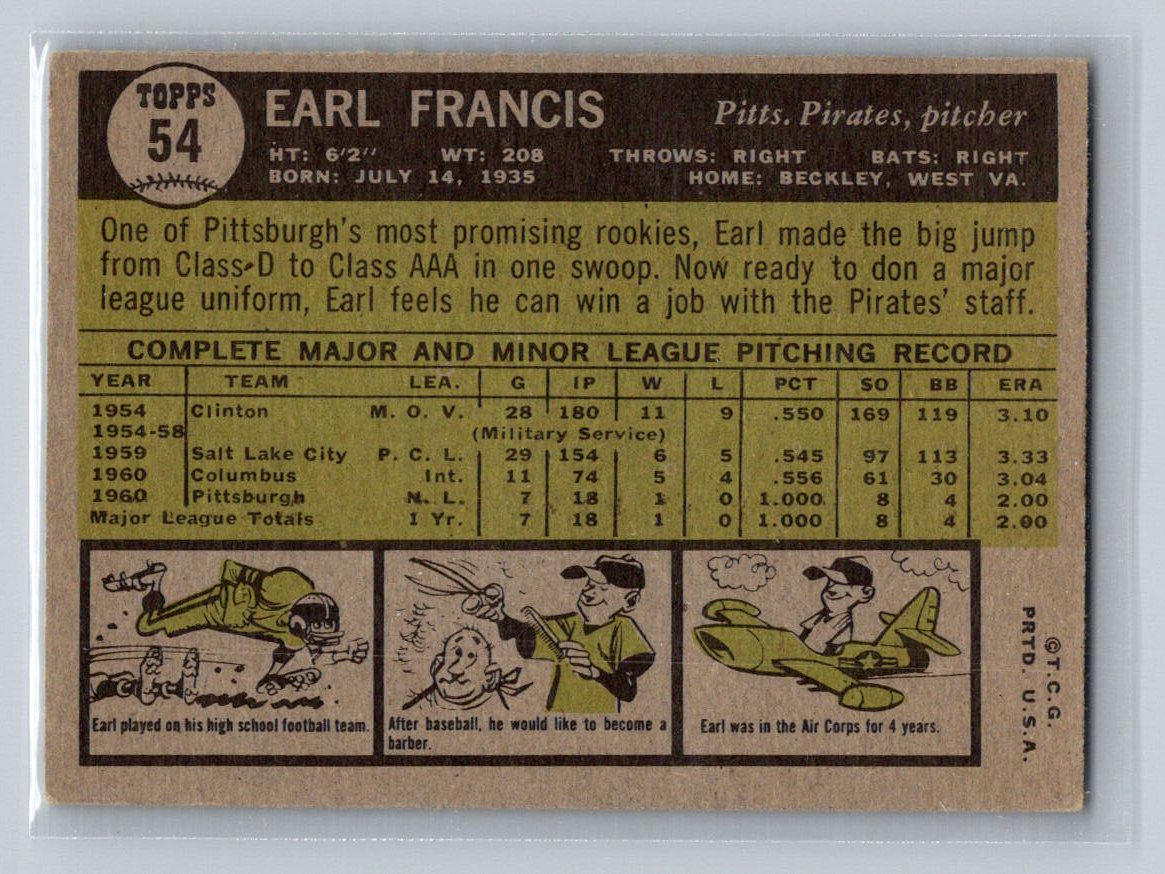 TOPPS
54
EARL FRANCIS
Pitts. Pirates, pitcher
HT: 6'2" WT: 208 THROWS: RIGHT BATS: RIGHT
BORN: JULY 14, 1935 HOME: BECKLEY, WEST VA.
One of Pittsburgh's most promising rookies, Earl made the big jump
from Class-D to Class AAA in one swoop. Now ready to don a major
league uniform, Earl feels he can win a job with the Pirates' staff.
COMPLETE MAJOR AND MINOR LEAGUE PITCHING RECORD
YEAR TEAM LEA. G IP W L PCT SO BB ERA
1954 Clinton M. O. V. 28 180 11 9 .550 169 119 3.10
1954-58 (Military Service)
1959 Salt Lake City P. C. L. 29 154 6 5 .545 97 113 3.33
1960 Columbus Int. 11 74 5 4 .556 61 30 3.04
1960 Pittsburgh N. L. 7 18 1 0 1.000 8 4 2.00
Major League Totals 1 Yr. 7 18 1 0 1.000 8 4 2.00
Earl played on his high school football team.
After baseball, he would like to become a
barber.
Earl was in the Air Corps for 4 years.
©T.C.G.
PRTD. U.S.A.